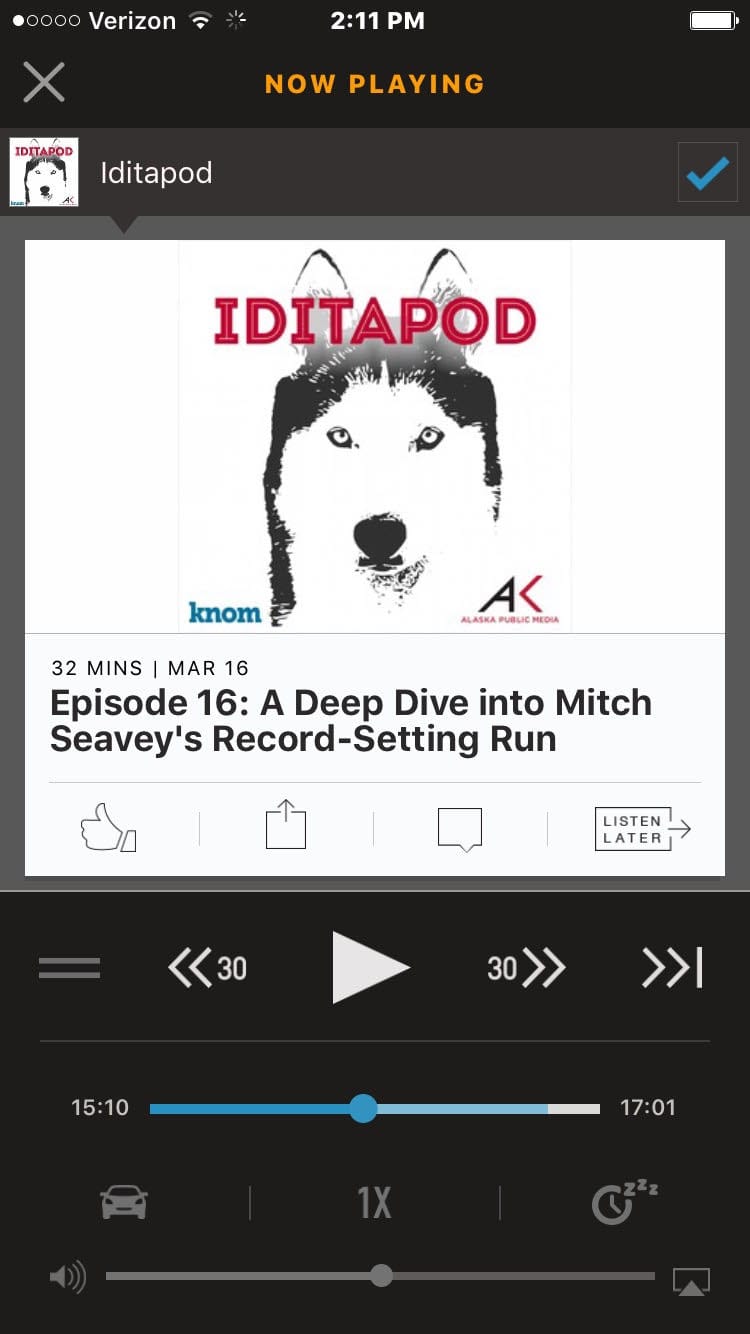 Verizon 2:11 PM
NOW PLAYING
IDITAPOD
knom AK
Iditapod
IDITAPOD
knom
AK
ALASKA PUBLIC MEDIA
32 MINS | MAR 16
Episode 16: A Deep Dive into Mitch
Seavey's Record-Setting Run
LISTEN
LATER
30 30
15:10 17:01
1X
zzz